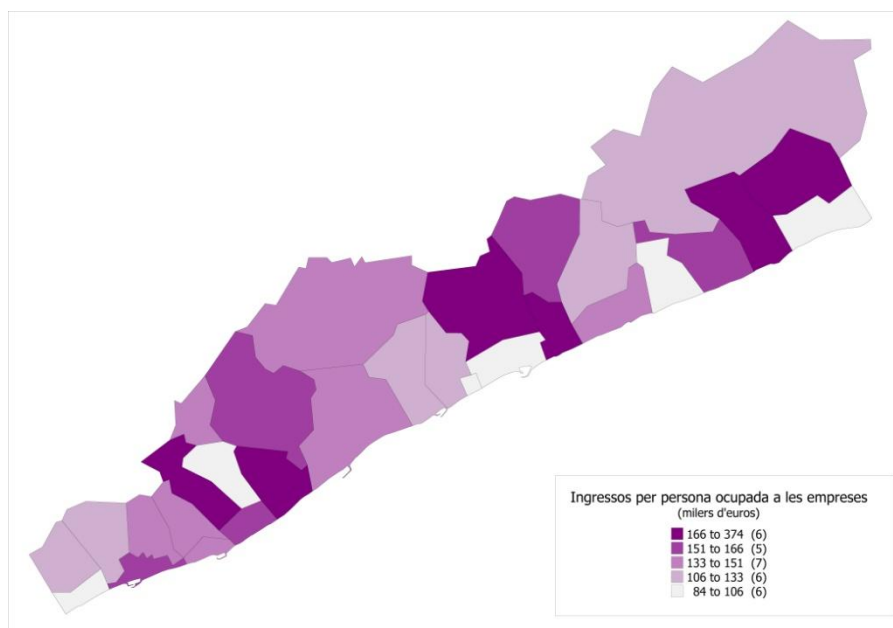 Ingressos per persona ocupada a les empreses
(milers d'euros)
166 to 374 (6)
151 to 166 (5)
133 to 151 (7)
106 to 133 (6)
84 to 106 (6)